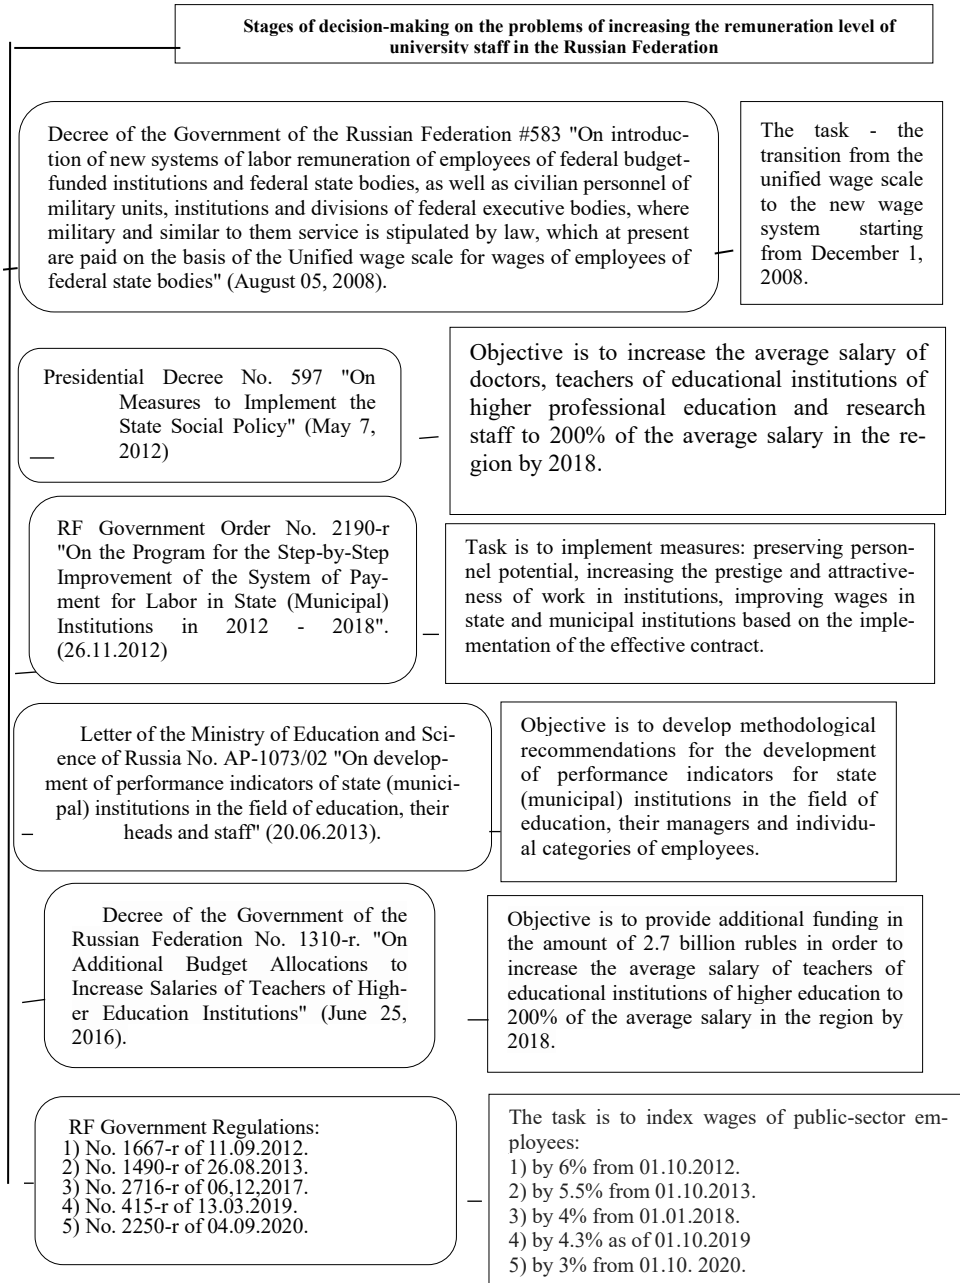 Stages of decision-making on the problems of increasing the remuneration level of
university staff in the Russian Federation
Decree of the Government of the Russian Federation #583 "On introduc-
tion of new systems of labor remuneration of employees of federal budget-
funded institutions and federal state bodies, as well as civilian personnel of
military units, institutions and divisions of federal executive bodies, where
military and similar to them service is stipulated by law, which at present
are paid on the basis of the Unified wage scale for wages of employees of
federal state bodies" (August 05, 2008).
The task - the
transition from the
unified wage scale
to the new wage
system starting
from December 1,
2008.
Presidential Decree No. 597 "On
Measures to Implement the
State Social Policy" (May 7,
2012)
Objective is to increase the average salary of
doctors, teachers of educational institutions of
higher professional education and research
staff to 200% of the average salary in the re-
gion by 2018.
RF Government Order No. 2190-r
"On the Program for the Step-by-Step
Improvement of the System of Pay-
ment for Labor in State (Municipal)
Institutions in 2012 - 2018".
(26.11.2012)
Task is to implement measures: preserving person-
nel potential, increasing the prestige and attractive-
ness of work in institutions, improving wages in
state and municipal institutions based on the imple-
mentation of the effective contract.
Letter of the Ministry of Education and Sci-
ence of Russia No. AP-1073/02 "On develop-
ment of performance indicators of state (munici-
pal) institutions in the field of education, their
heads and staff" (20.06.2013).
Objective is to develop methodological
recommendations for the development
of performance indicators for state
(municipal) institutions in the field of
education, their managers and individu-
al categories of employees.
Decree of the Government of the
Russian Federation No. 1310-r. "On
Additional Budget Allocations to
Increase Salaries of Teachers of High-
er Education Institutions" (June 25,
2016).
Objective is to provide additional funding in
the amount of 2.7 billion rubles in order to
increase the average salary of teachers of
educational institutions of higher education to
200% of the average salary in the region by
2018.
RF Government Regulations:
1) No. 1667-r of 11.09.2012.
2) No. 1490-r of 26.08.2013.
3) No. 2716-r of 06,12,2017.
4) No. 415-r of 13.03.2019.
5) No. 2250-r of 04.09.2020.
The task is to index wages of public-sector em-
ployees:
1) by 6% from 01.10.2012.
2) by 5.5% from 01.10.2013.
3) by 4% from 01.01.2018.
4) by 4.3% as of 01.10.2019
5) by 3% from 01.10. 2020.